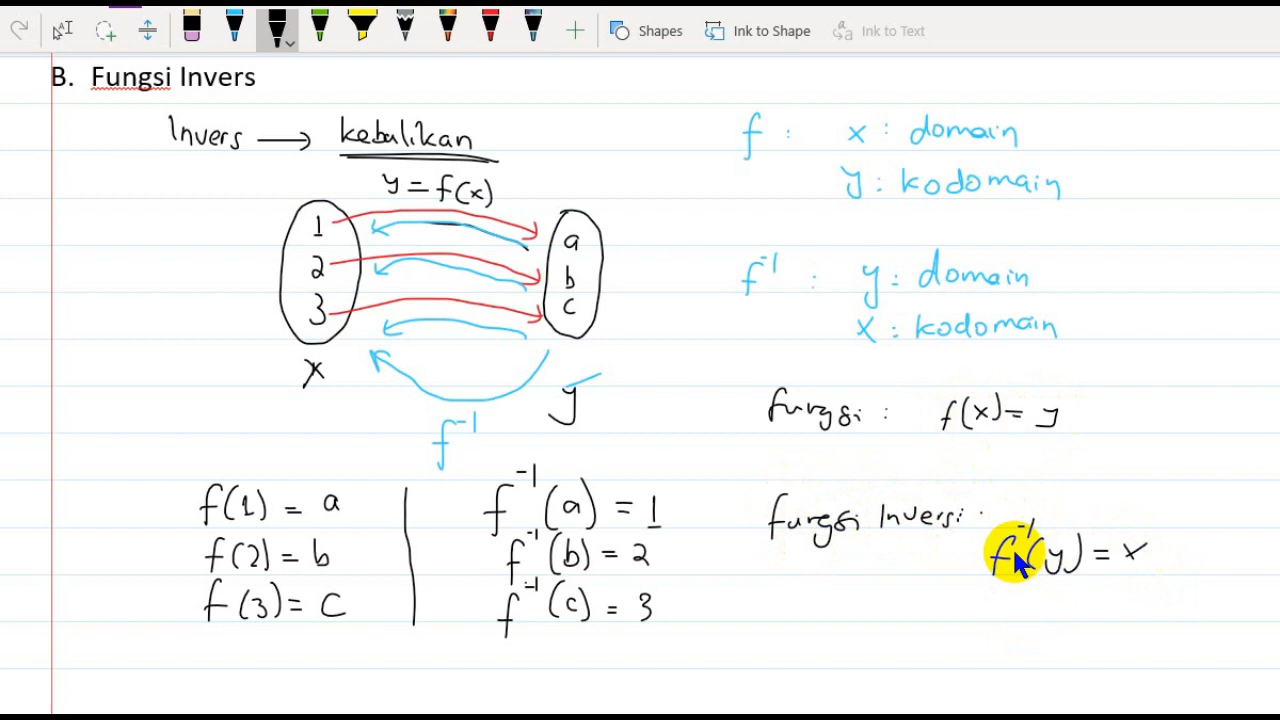 Shapes
Ink to Shape
Ink to Text
B. Fungsi Invers
Invers → kebalikan
y = f(x)
1
2
3
x
a
b
c
y
f⁻¹
f : x : domain
y : kodomain
f⁻¹ : y : domain
x : kodomain
fungsi : f(x) = y
fungsi Inversi :
f⁻¹(y) = x
f(1) = a
f(2) = b
f(3) = c
f⁻¹(a) = 1
f⁻¹(b) = 2
f⁻¹(c) = 3